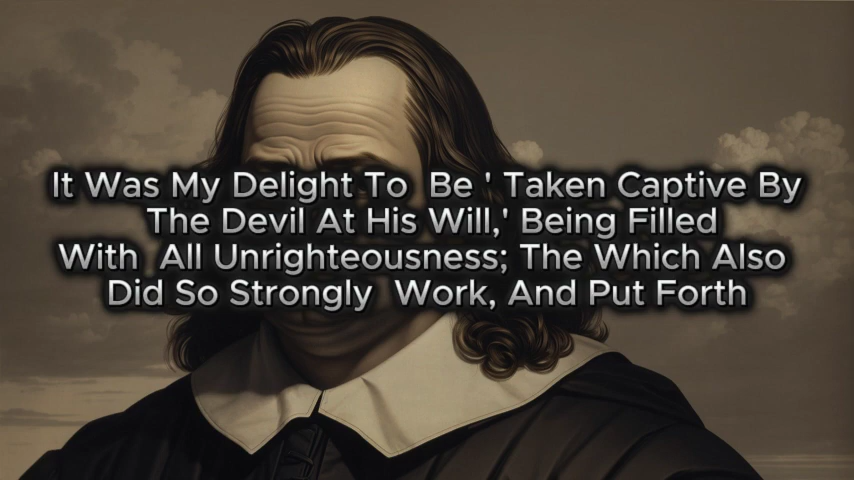 It Was My Delight To  Be ' Taken Captive By
The Devil At His Will,' Being Filled
With  All Unrighteousness; The Which Also
Did So Strongly  Work, And Put Forth